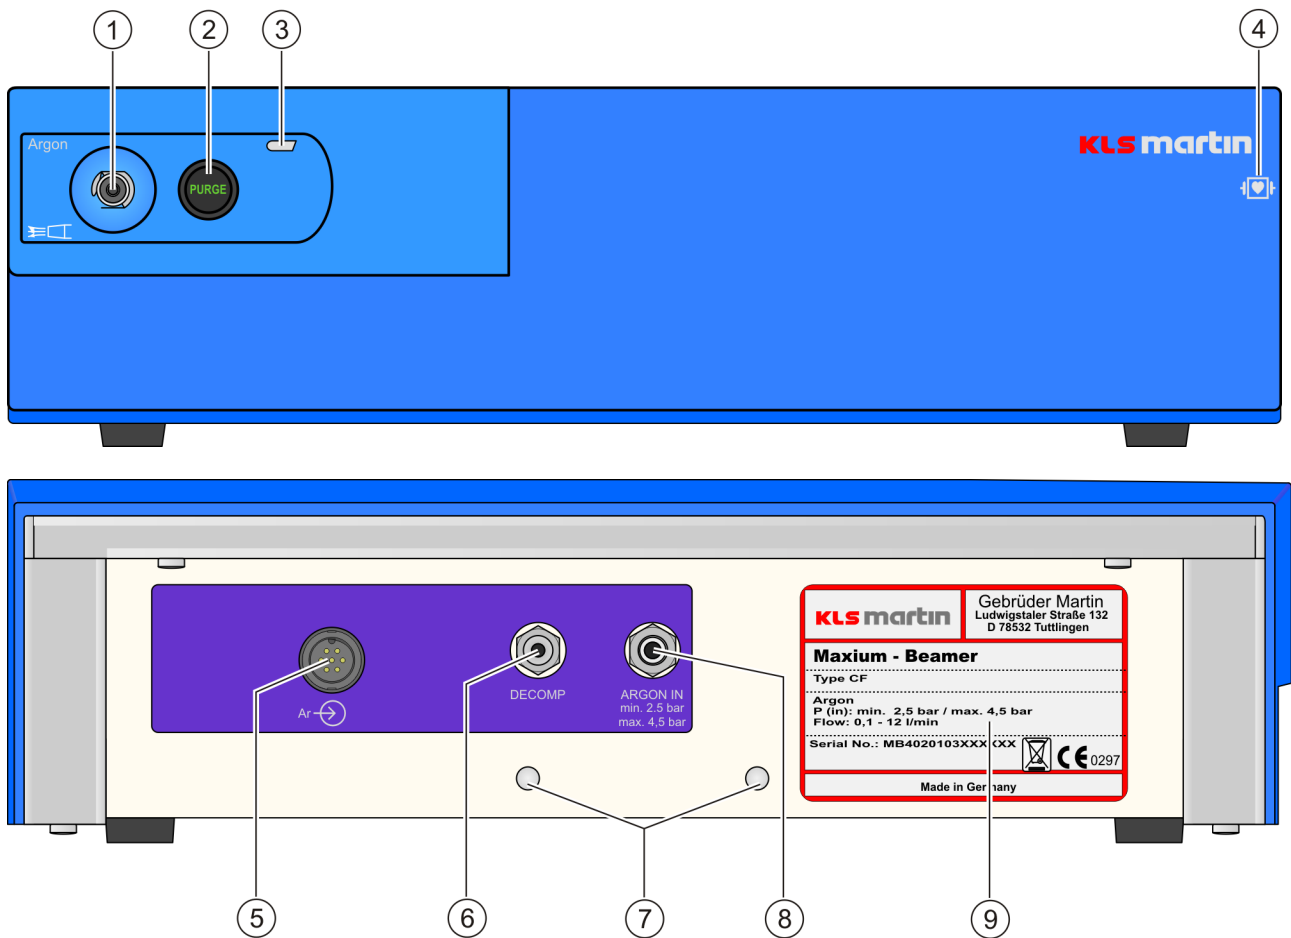 1 2 3 4
Argon
PURGE
KLS martin
Ar
DECOMP
ARGON IN
min. 2.5 bar
max. 4,5 bar
KLS martin
Gebrüder Martin
Ludwigstaler Straße 132
D 78532 Tuttlingen
Maxium - Beamer
Type CF
Argon
P (in): min. 2,5 bar / max. 4,5 bar
Flow: 0,1 - 12 l/min
Serial No.: MB4020103XXXXXX
CE 0297
Made in Germany
5 6 7 8 9